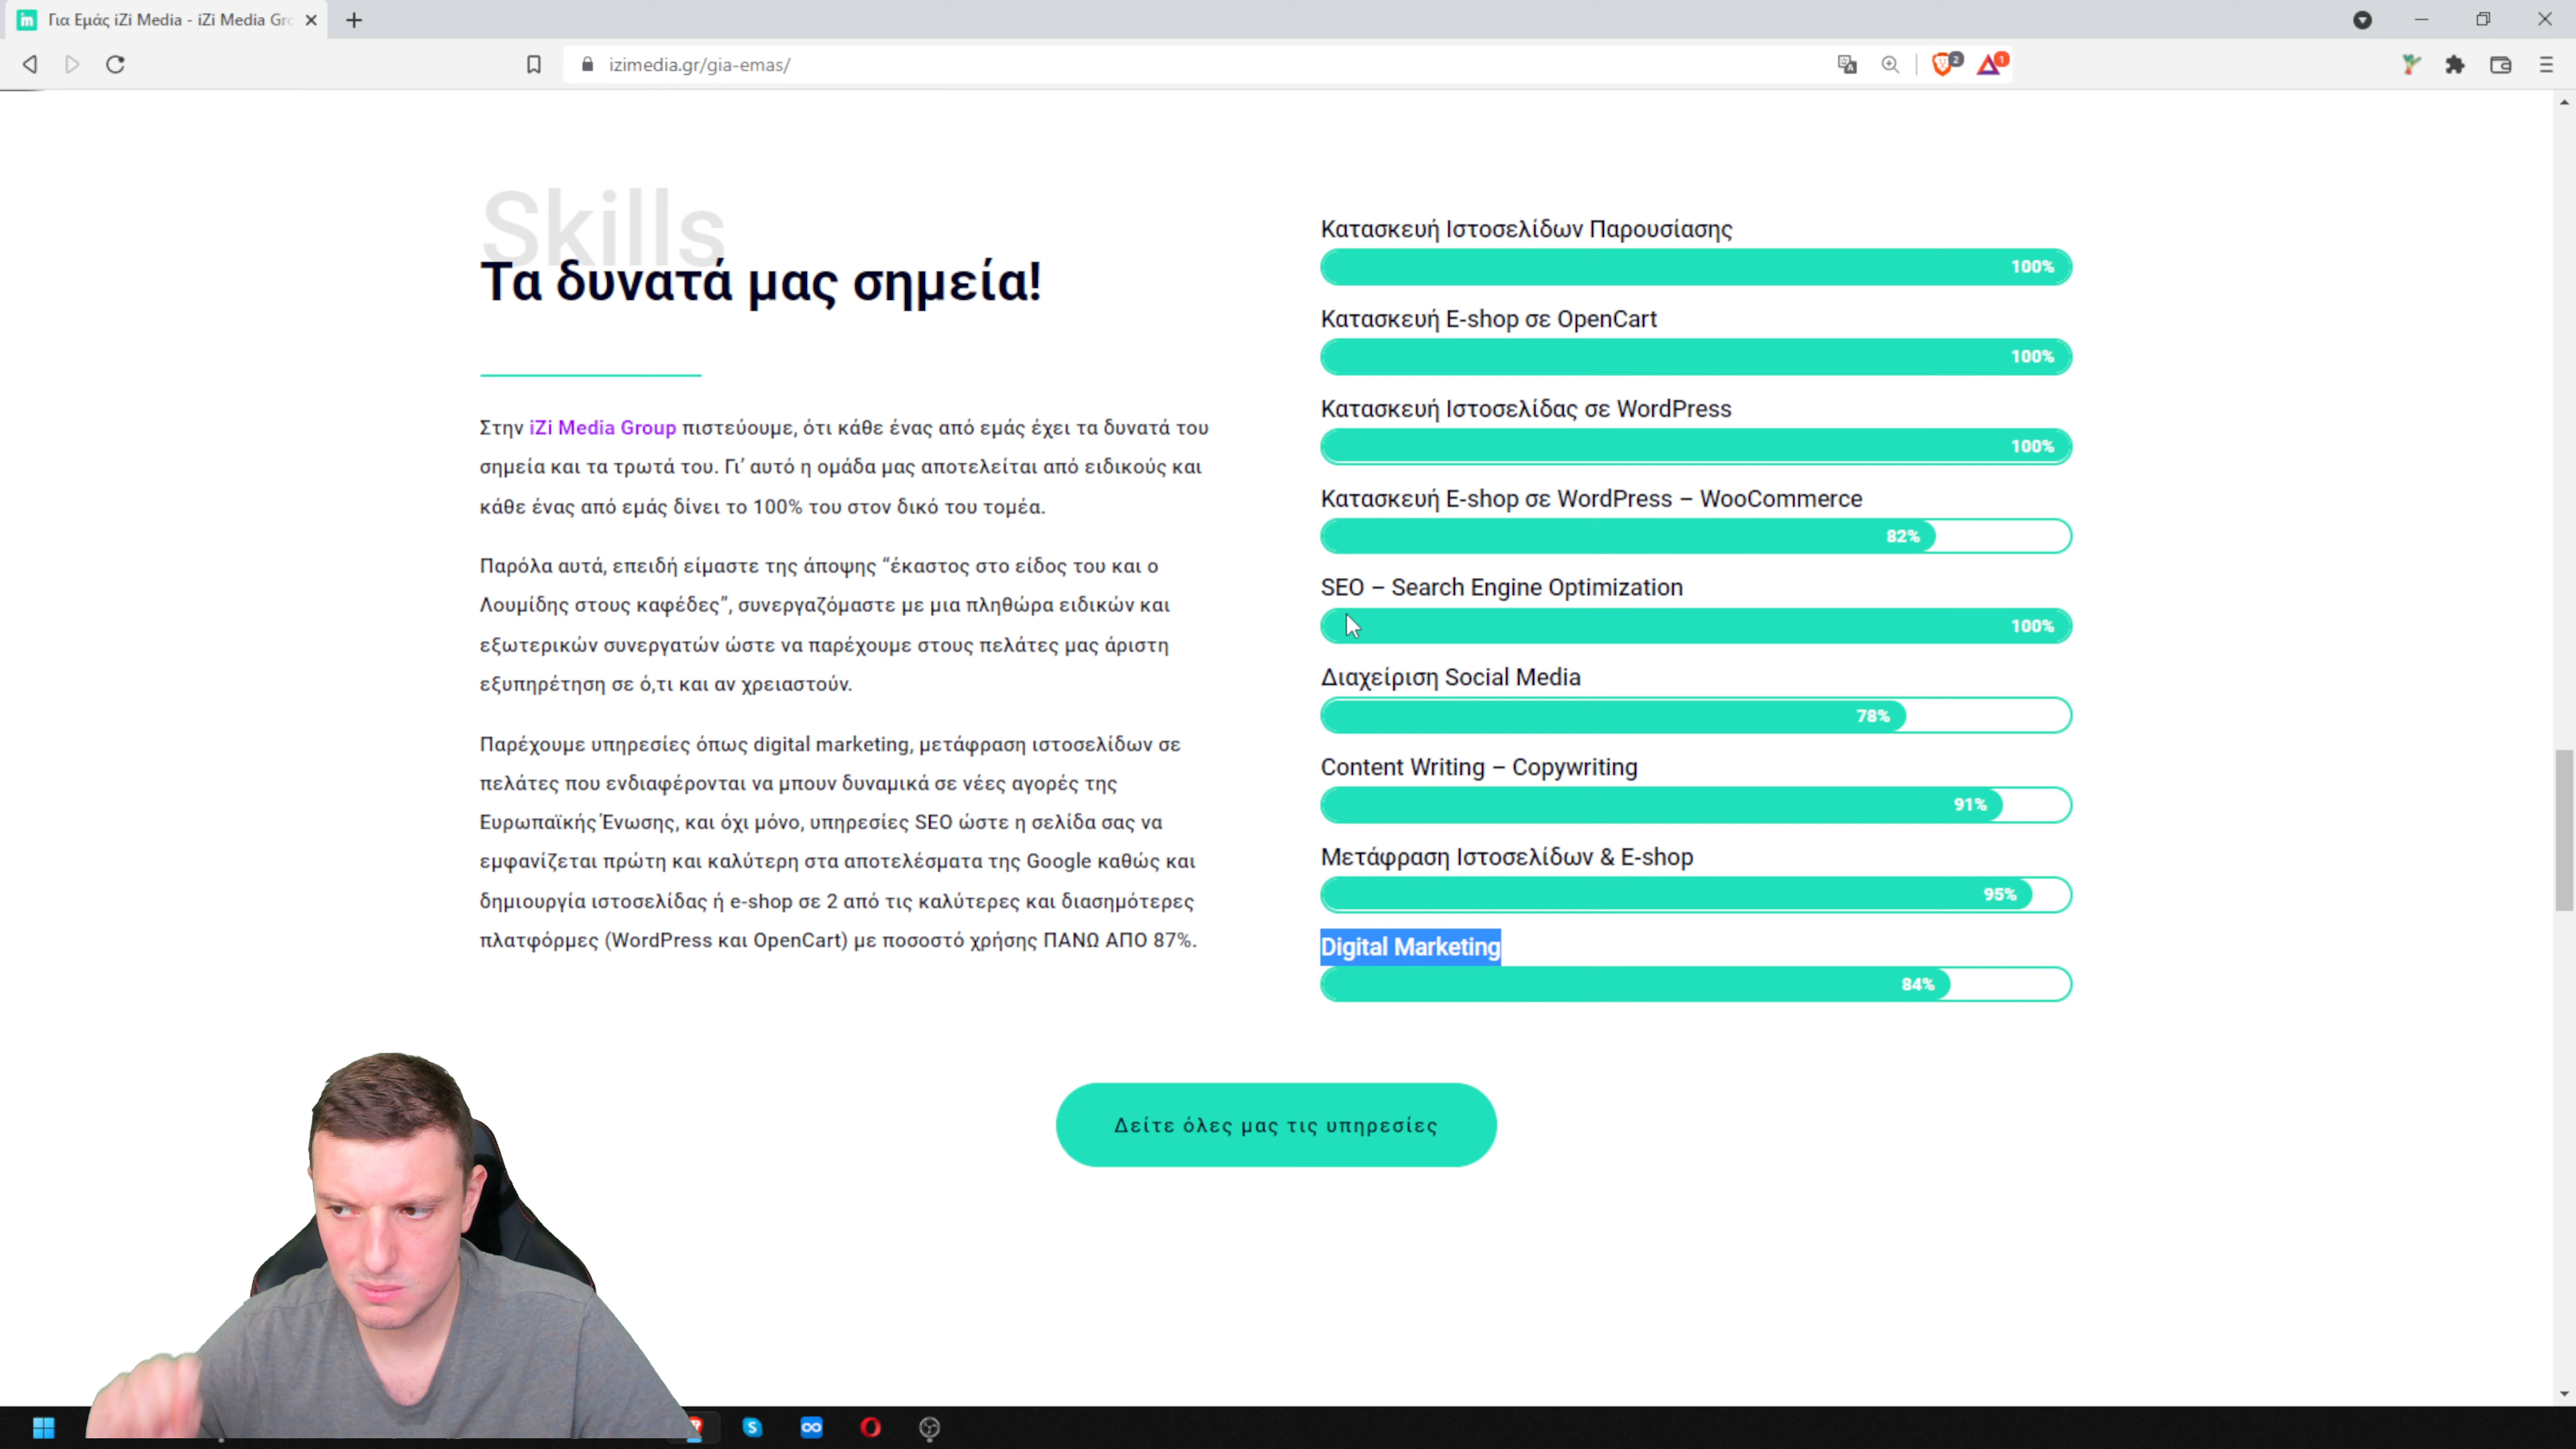 Για Εμάς iZi Media - iZi Media Gr
izimedia.gr/gia-emas/
2
1
Skills
Τα δυνατά μας σημεία!
Στην iZi Media Group πιστεύουμε, ότι κάθε ένας από εμάς έχει τα δυνατά του
σημεία και τα τρωτά του. Γι’ αυτό η ομάδα μας αποτελείται από ειδικούς και
κάθε ένας από εμάς δίνει το 100% του στον δικό του τομέα.
Παρόλα αυτά, επειδή είμαστε της άποψης “έκαστος στο είδος του και ο
Λουμίδης στους καφέδες”, συνεργαζόμαστε με μια πληθώρα ειδικών και
εξωτερικών συνεργατών ώστε να παρέχουμε στους πελάτες μας άριστη
εξυπηρέτηση σε ό,τι και αν χρειαστούν.
Παρέχουμε υπηρεσίες όπως digital marketing, μετάφραση ιστοσελίδων σε
πελάτες που ενδιαφέρονται να μπουν δυναμικά σε νέες αγορές της
Ευρωπαϊκής Ένωσης, και όχι μόνο, υπηρεσίες SEO ώστε η σελίδα σας να
εμφανίζεται πρώτη και καλύτερη στα αποτελέσματα της Google καθώς και
δημιουργία ιστοσελίδας ή e-shop σε 2 από τις καλύτερες και διασημότερες
πλατφόρμες (WordPress και OpenCart) με ποσοστό χρήσης ΠΑΝΩ ΑΠΟ 87%.
Κατασκευή Ιστοσελίδων Παρουσίασης
100%
Κατασκευή E-shop σε OpenCart
100%
Κατασκευή Ιστοσελίδας σε WordPress
100%
Κατασκευή E-shop σε WordPress – WooCommerce
82%
SEO – Search Engine Optimization
100%
Διαχείριση Social Media
78%
Content Writing – Copywriting
91%
Μετάφραση Ιστοσελίδων & E-shop
95%
Digital Marketing
84%
Δείτε όλες μας τις υπηρεσίες